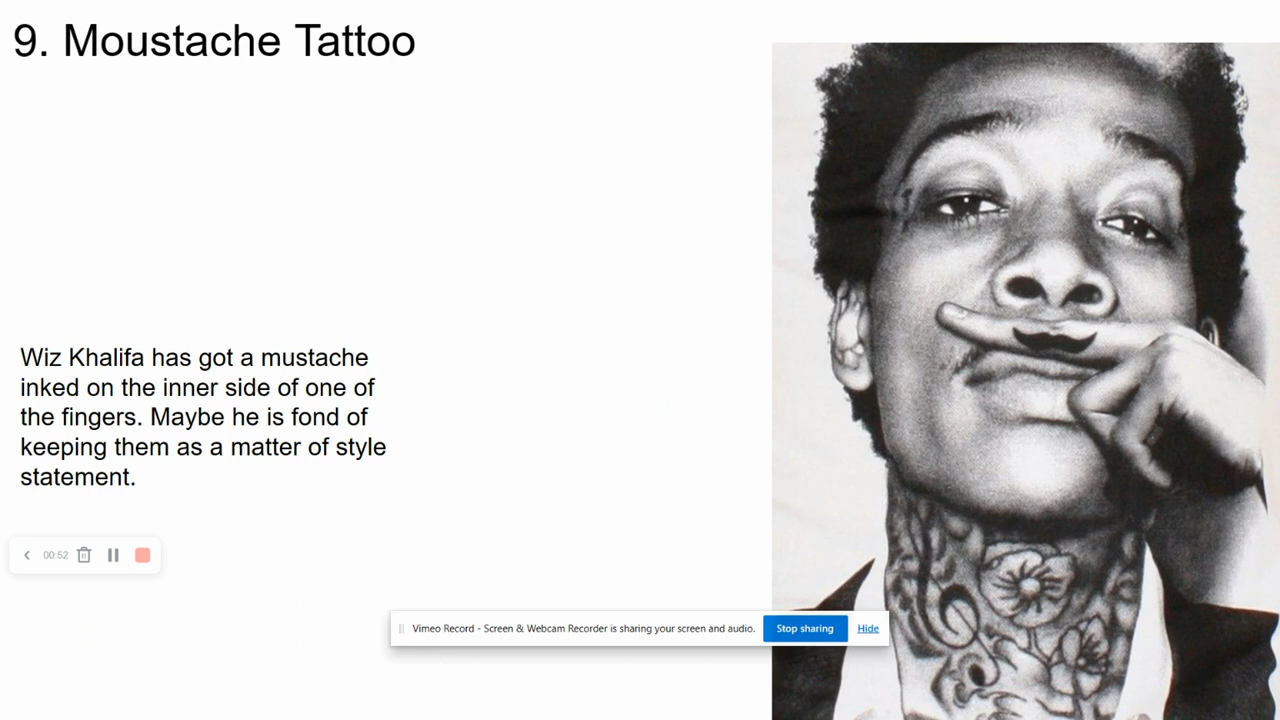 9. Moustache Tattoo
Wiz Khalifa has got a mustache
inked on the inner side of one of
the fingers. Maybe he is fond of
keeping them as a matter of style
statement.
00:52
Vimeo Record - Screen & Webcam Recorder is sharing your screen and audio. Stop sharing Hide